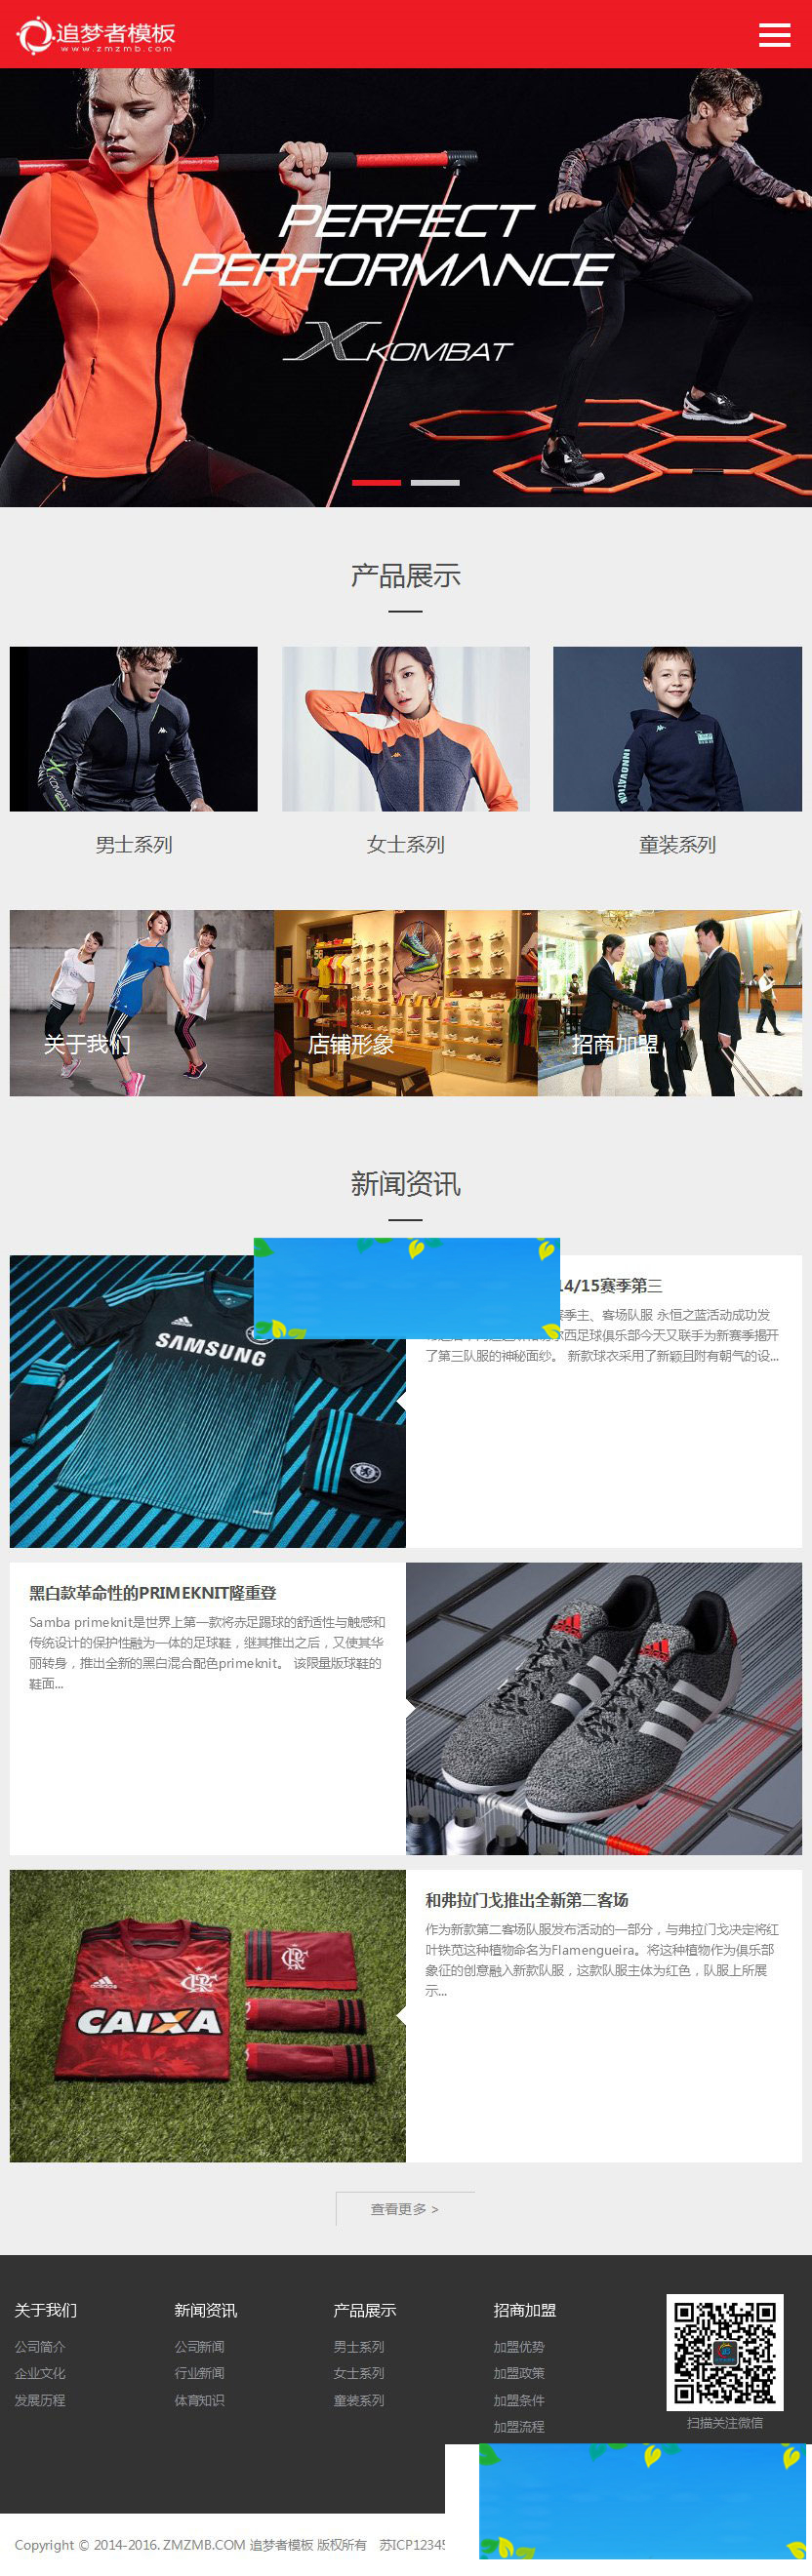 追梦者模板
www.zmzmb.com
PERFECT
PERFORMANCE
X KOMBAT
产品展示
X KOMBAT
INNOVATION
男士系列
女士系列
童装系列
关于我们
店铺形象
招商加盟
新闻资讯
SAMSUNG
adidas
14/15赛季第三
赛季主、客场队服 永恒之蓝活动成功发
尔西足球俱乐部今天又联手为新赛季揭开
了第三队服的神秘面纱。 新款球衣采用了新颖且附有朝气的设...
黑白款革命性的PRIMEKNIT隆重登
Samba primeknit是世界上第一款将赤足踢球的舒适性与触感和
传统设计的保护性融为一体的足球鞋，继其推出之后，又使其华
丽转身，推出全新的黑白混合配色primeknit。 该限量版球鞋的
鞋面...
adidas
CAIXA
和弗拉门戈推出全新第二客场
作为新款第二客场队服发布活动的一部分，与弗拉门戈决定将红
叶铁苋这种植物命名为Flamengueira。将这种植物作为俱乐部
象征的创意融入新款队服，这款队服主体为红色，队服上所展
示...
查看更多 >
关于我们
公司简介
企业文化
发展历程
新闻资讯
公司新闻
行业新闻
体育知识
产品展示
男士系列
女士系列
童装系列
招商加盟
加盟优势
加盟政策
加盟条件
加盟流程
扫描关注微信
Copyright © 2014-2016. ZMZMB.COM 追梦者模板 版权所有 苏ICP12345